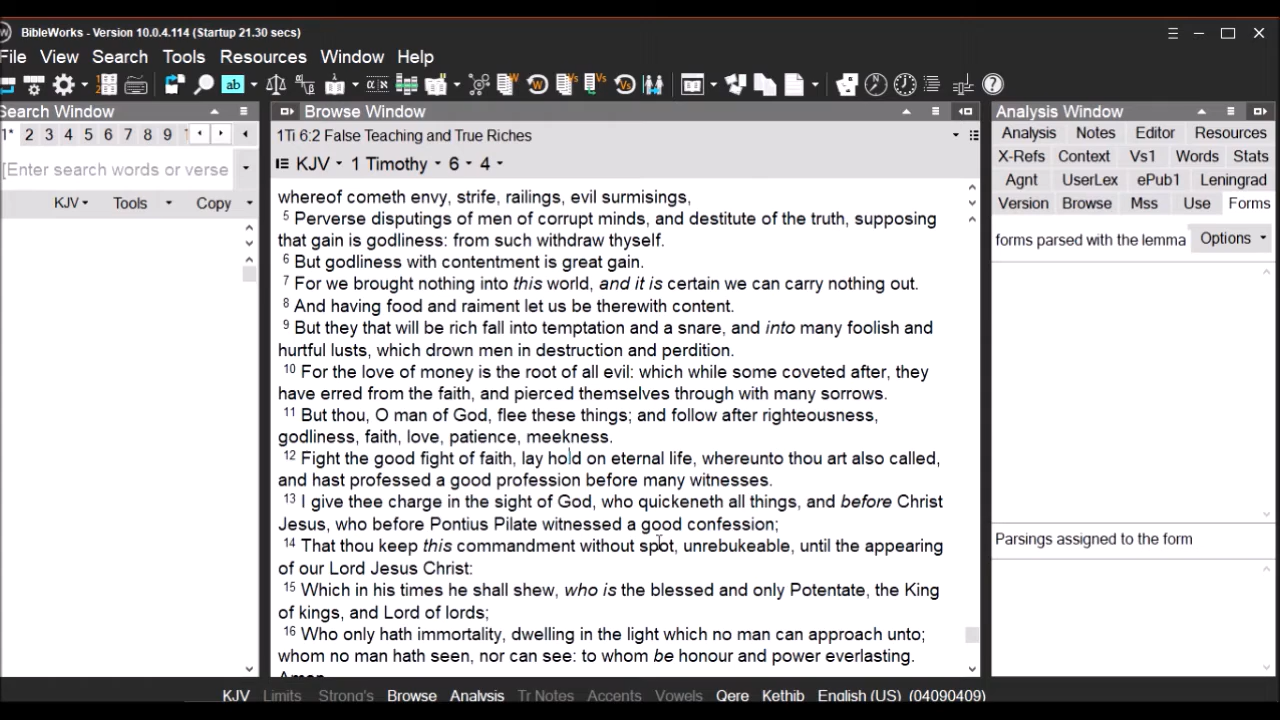 BibleWorks - Version 10.0.4.114 (Startup 21.30 secs)
File View Search Tools Resources Window Help
Search Window
1* 2 3 4 5 6 7 8 9
[Enter search words or verse
KJV Tools Copy
Browse Window
1Ti 6:2 False Teaching and True Riches
KJV 1 Timothy 6 4
whereof cometh envy, strife, railings, evil surmisings,
5 Perverse disputings of men of corrupt minds, and destitute of the truth, supposing
that gain is godliness: from such withdraw thyself.
6 But godliness with contentment is great gain.
7 For we brought nothing into this world, and it is certain we can carry nothing out.
8 And having food and raiment let us be therewith content.
9 But they that will be rich fall into temptation and a snare, and into many foolish and
hurtful lusts, which drown men in destruction and perdition.
10 For the love of money is the root of all evil: which while some coveted after, they
have erred from the faith, and pierced themselves through with many sorrows.
11 But thou, O man of God, flee these things; and follow after righteousness,
godliness, faith, love, patience, meekness.
12 Fight the good fight of faith, lay hold on eternal life, whereunto thou art also called,
and hast professed a good profession before many witnesses.
13 I give thee charge in the sight of God, who quickeneth all things, and before Christ
Jesus, who before Pontius Pilate witnessed a good confession;
14 That thou keep this commandment without spot, unrebukeable, until the appearing
of our Lord Jesus Christ:
15 Which in his times he shall shew, who is the blessed and only Potentate, the King
of kings, and Lord of lords;
16 Who only hath immortality, dwelling in the light which no man can approach unto;
whom no man hath seen, nor can see: to whom be honour and power everlasting.
Amen
Analysis Window
Analysis Notes Editor Resources
X-Refs Context Vs1 Words Stats
Agnt UserLex ePub1 Leningrad
Version Browse Mss Use Forms
forms parsed with the lemma Options
Parsings assigned to the form
KJV Limits Strong's Browse Analysis Tr Notes Accents Vowels Qere Kethib English (US) (04090409)